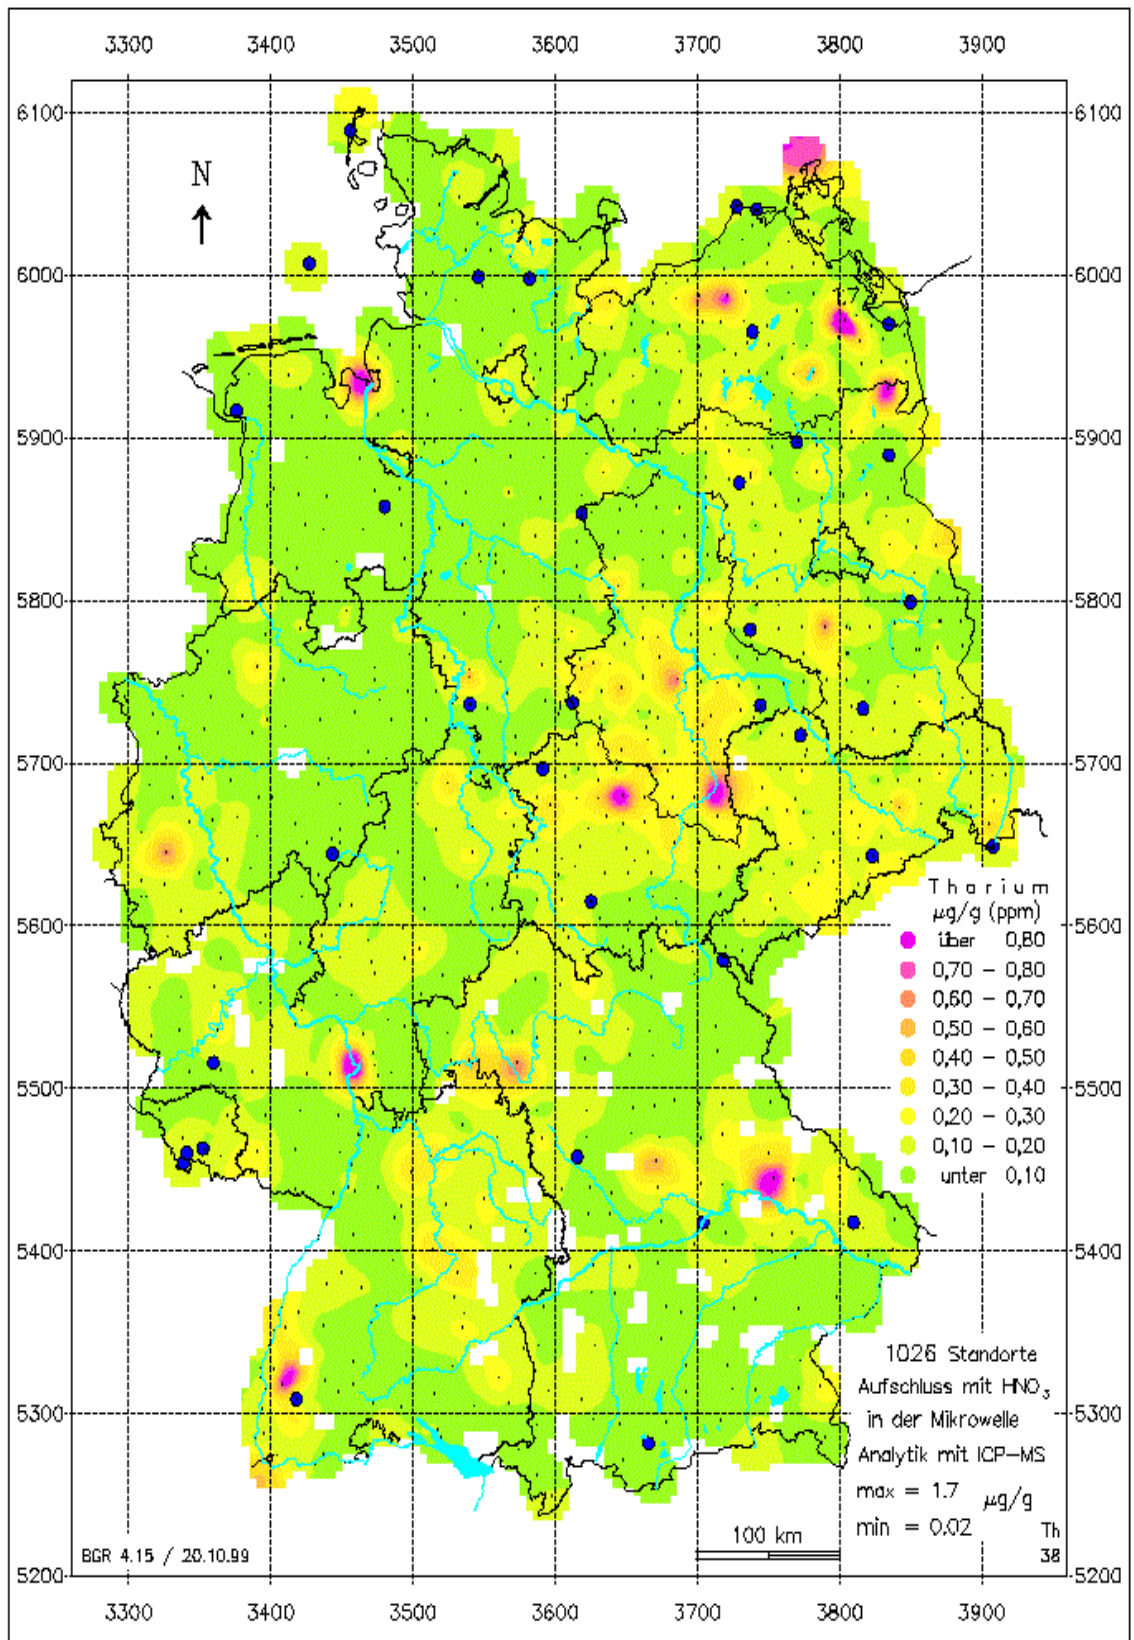 3300 3400 3500 3600 3700 3800 3900
6100 6100
N
6000 6000
5900 5900
5800 5800
5700 5700
Thorium
µg/g (ppm)
über 0,80
0,70 – 0,80
0,60 – 0,70
0,50 – 0,60
0,40 – 0,50
0,30 – 0,40
0,20 – 0,30
0,10 – 0,20
unter 0,10
5600 5600
5500 5500
5400 5400
1026 Standorte
Aufschluss mit HNO₃
in der Mikrowelle
Analytik mit ICP–MS
max = 1.7 µg/g
min = 0.02
5300 5300
100 km
Th
38
BGR 4.15 / 20.10.99
5200 5200
3300 3400 3500 3600 3700 3800 3900